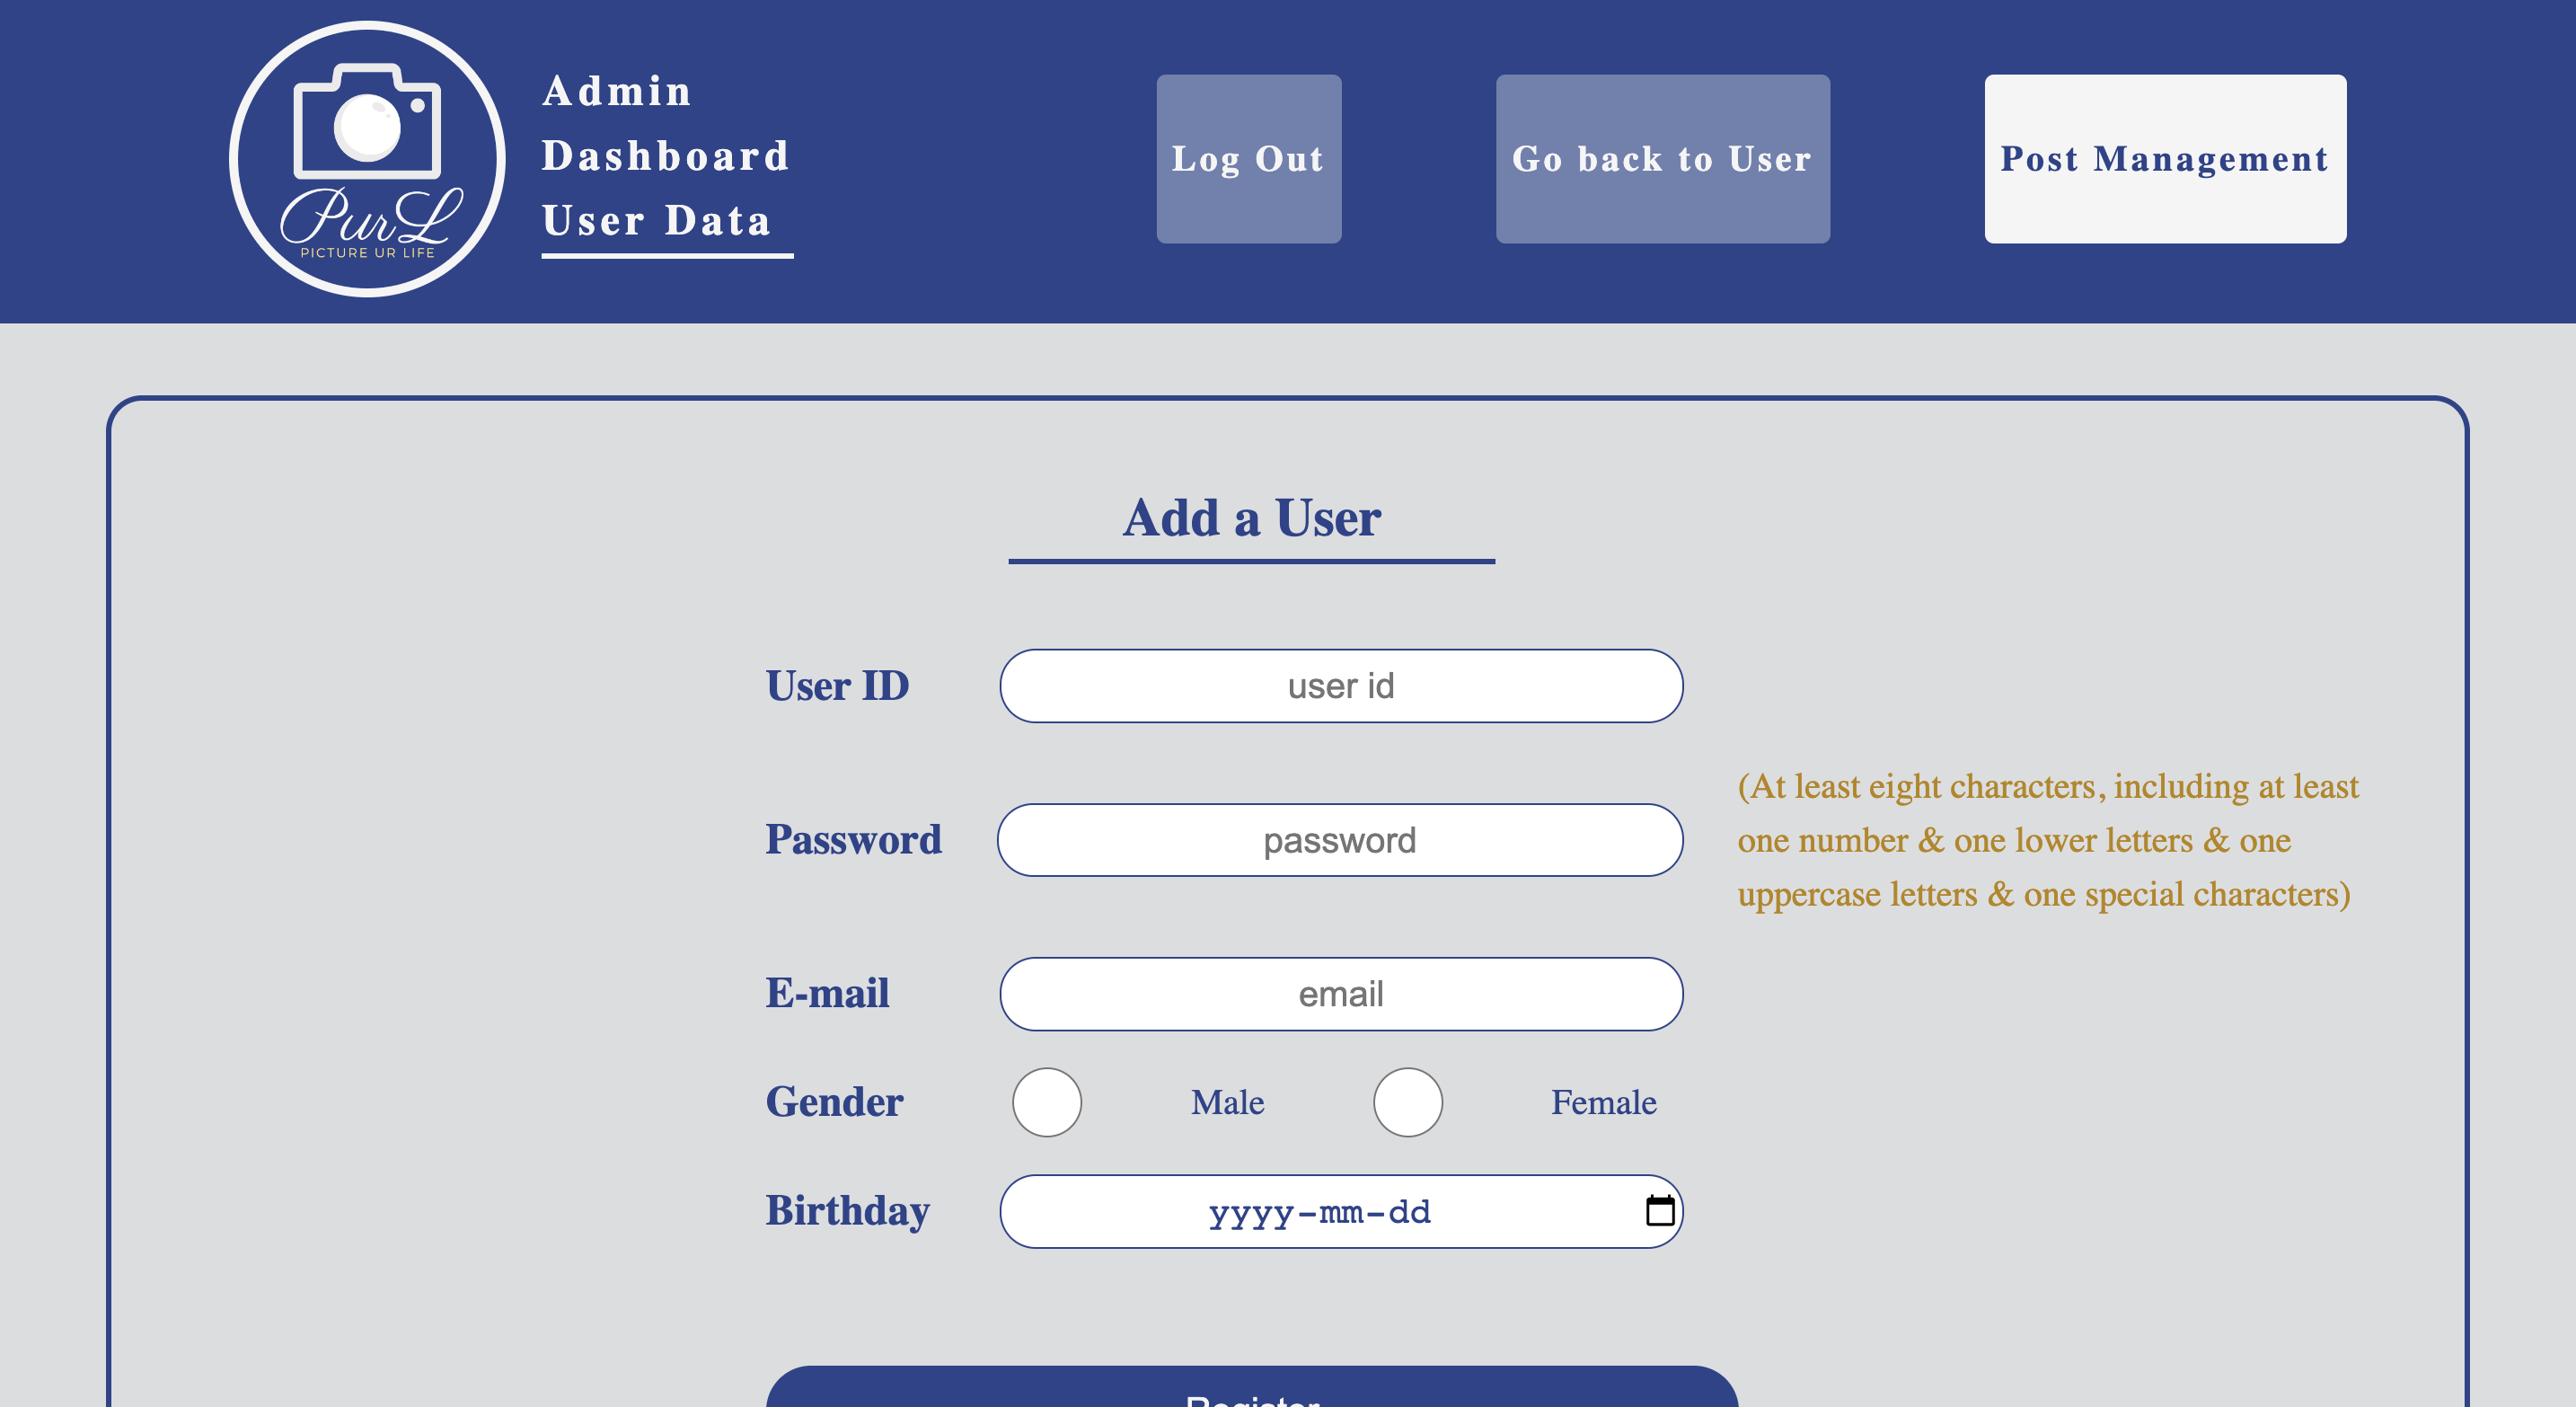 PurL
PICTURE UR LIFE
Admin
Dashboard
User Data
Log Out
Go back to User
Post Management
Add a User
User ID
user id
Password
password
(At least eight characters, including at least
one number & one lower letters & one
uppercase letters & one special characters)
E-mail
email
Gender
Male
Female
Birthday
yyyy-mm-dd
Register